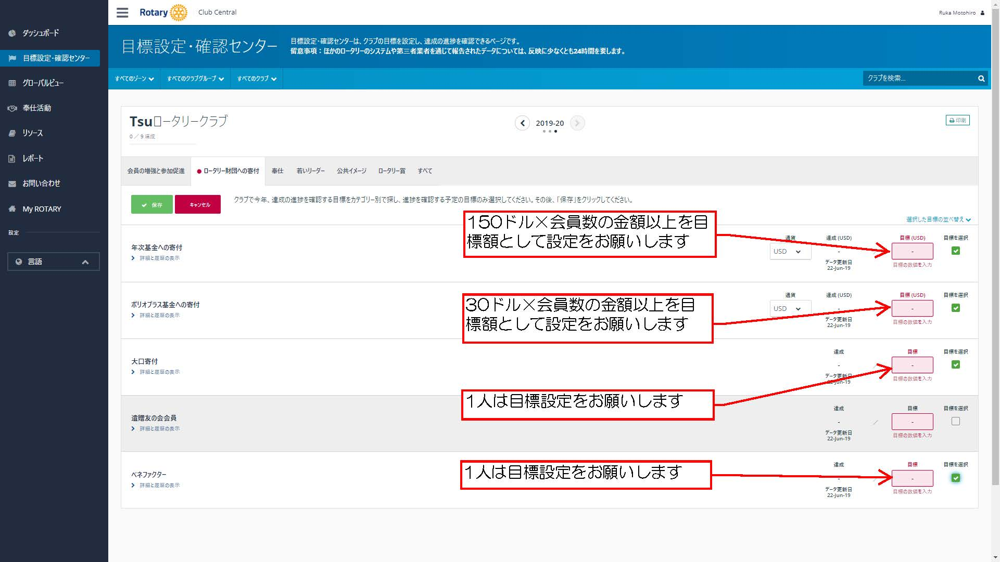 Rotary Club Central
Ruka Motohiro
ダッシュボード
目標設定・確認センター
グローバルビュー
奉仕活動
リソース
レポート
お問い合わせ
My ROTARY
設定
言語
目標設定・確認センター
目標設定・確認センターは、クラブの目標を設定し、達成の進捗を確認できるページです。
留意事項：ほかのロータリーのシステムや第三者業者を通じて報告されたデータについては、反映に少なくとも24時間を要します。
すべてのゾーン すべてのクラブグループ すべてのクラブ
クラブを検索...
Tsu□ータリークラブ
0 ／ 9 達成
2019-20
印刷
会員の増強と参加促進 ロータリー財団への寄付 奉仕 若いリーダー 公共イメージ ロータリー賞 すべて
保存 キャンセル
クラブで今年、達成の進捗を確認する目標をカテゴリー別で探し、進捗を確認する予定の目標のみ選択してください。その後、「保存」をクリックしてください。
選択した目標の並べ替え
150ドル×会員数の金額以上を目
標額として設定をお願いします
年次基金への寄付
詳細と履歴の表示
通貨 達成 (USD) 目標 (USD) 目標を選択
USD - -
データ更新日 目標の数値を入力
22-Jun-19
ポリオプラス基金への寄付
詳細と履歴の表示
30ドル×会員数の金額以上を目
標額として設定をお願いします
通貨 達成 (USD) 目標 (USD) 目標を選択
USD - -
データ更新日 目標の数値を入力
22-Jun-19
大口寄付
詳細と履歴の表示
達成 目標 目標を選択
- -
データ更新日 目標の数値を入力
22-Jun-19
1人は目標設定をお願いします
遺贈友の会会員
詳細と履歴の表示
達成 目標 目標を選択
- ／ -
データ更新日 目標の数値を入力
22-Jun-19
ベネファクター
詳細と履歴の表示
1人は目標設定をお願いします
達成 目標 目標を選択
- -
データ更新日 目標の数値を入力
22-Jun-19